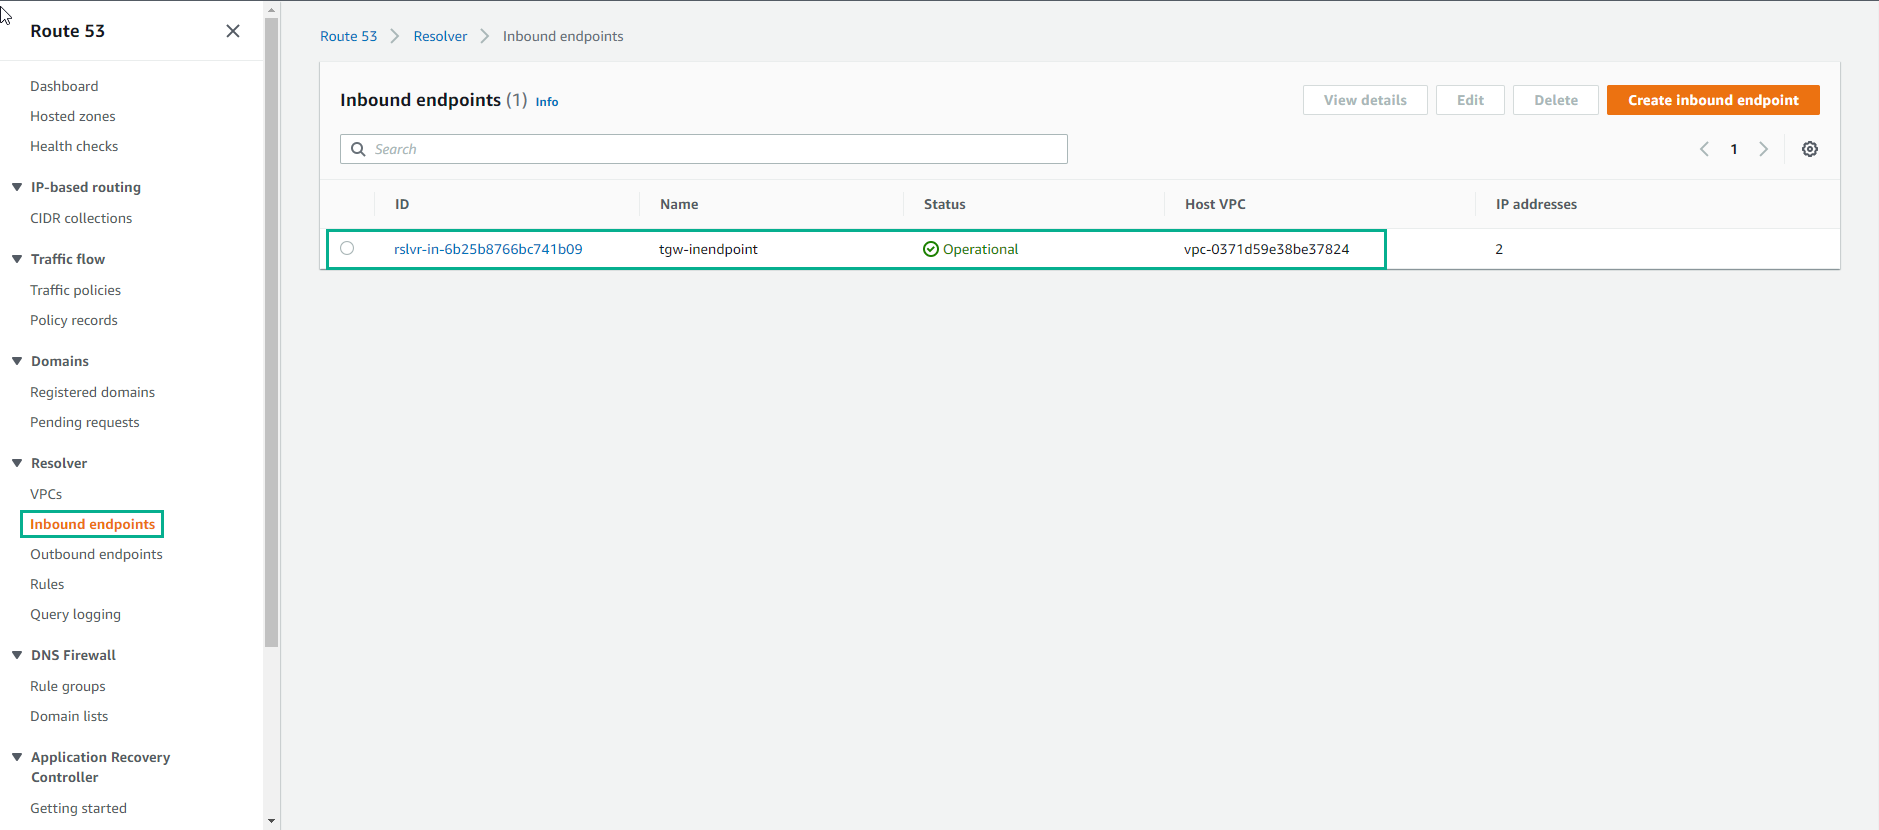 Route 53
Dashboard
Hosted zones
Health checks
IP-based routing
CIDR collections
Traffic flow
Traffic policies
Policy records
Domains
Registered domains
Pending requests
Resolver
VPCs
Inbound endpoints
Outbound endpoints
Rules
Query logging
DNS Firewall
Rule groups
Domain lists
Application Recovery
Controller
Getting started
Route 53 Resolver Inbound endpoints
Inbound endpoints (1) Info
View details Edit Delete Create inbound endpoint
Search
1
ID Name Status Host VPC IP addresses
rslvr-in-6b25b8766bc741b09 tgw-inendpoint Operational vpc-0371d59e38be37824 2